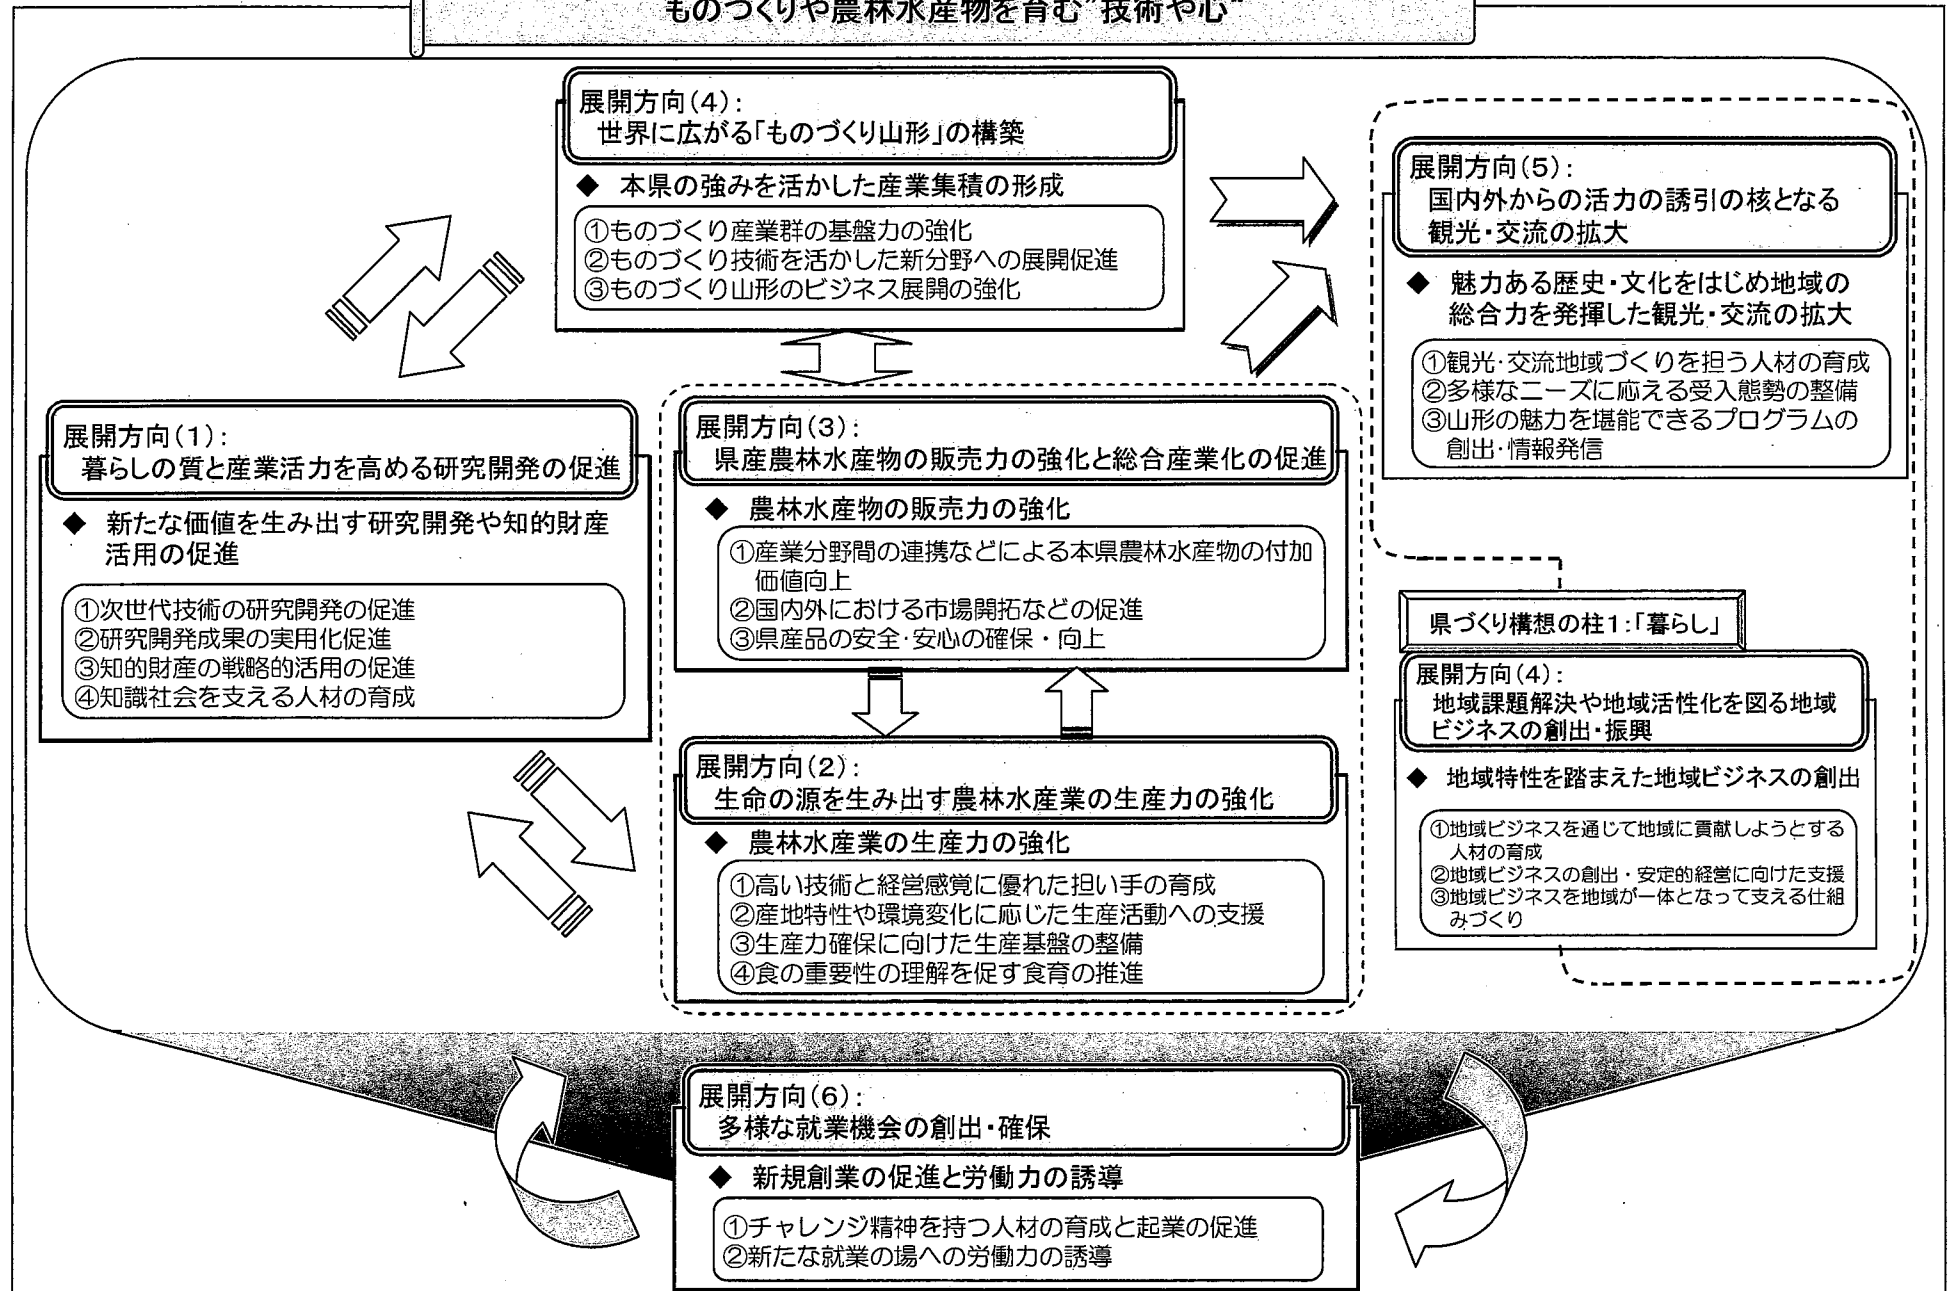 ものづくりや農林水産物を育む"技術や心"
展開方向(4):
世界に広がる「ものづくり山形」の構築
◆ 本県の強みを活かした産業集積の形成
①ものづくり産業群の基盤力の強化
②ものづくり技術を活かした新分野への展開促進
③ものづくり山形のビジネス展開の強化
展開方向(5):
国内外からの活力の誘引の核となる
観光・交流の拡大
◆ 魅力ある歴史・文化をはじめ地域の
総合力を発揮した観光・交流の拡大
①観光・交流地域づくりを担う人材の育成
②多様なニーズに応える受入態勢の整備
③山形の魅力を堪能できるプログラムの
創出・情報発信
展開方向(1):
暮らしの質と産業活力を高める研究開発の促進
◆ 新たな価値を生み出す研究開発や知的財産
活用の促進
①次世代技術の研究開発の促進
②研究開発成果の実用化促進
③知的財産の戦略的活用の促進
④知識社会を支える人材の育成
展開方向(3):
県産農林水産物の販売力の強化と総合産業化の促進
◆ 農林水産物の販売力の強化
①産業分野間の連携などによる本県農林水産物の付加
価値向上
②国内外における市場開拓などの促進
③県産品の安全・安心の確保・向上
県づくり構想の柱1:「暮らし」
展開方向(4):
地域課題解決や地域活性化を図る地域
ビジネスの創出・振興
◆ 地域特性を踏まえた地域ビジネスの創出
①地域ビジネスを通じて地域に貢献しようとする
人材の育成
②地域ビジネスの創出・安定的経営に向けた支援
③地域ビジネスを地域が一体となって支える仕組
みづくり
展開方向(2):
生命の源を生み出す農林水産業の生産力の強化
◆ 農林水産業の生産力の強化
①高い技術と経営感覚に優れた担い手の育成
②産地特性や環境変化に応じた生産活動への支援
③生産力確保に向けた生産基盤の整備
④食の重要性の理解を促す食育の推進
展開方向(6):
多様な就業機会の創出・確保
◆ 新規創業の促進と労働力の誘導
①チャレンジ精神を持つ人材の育成と起業の促進
②新たな就業の場への労働力の誘導